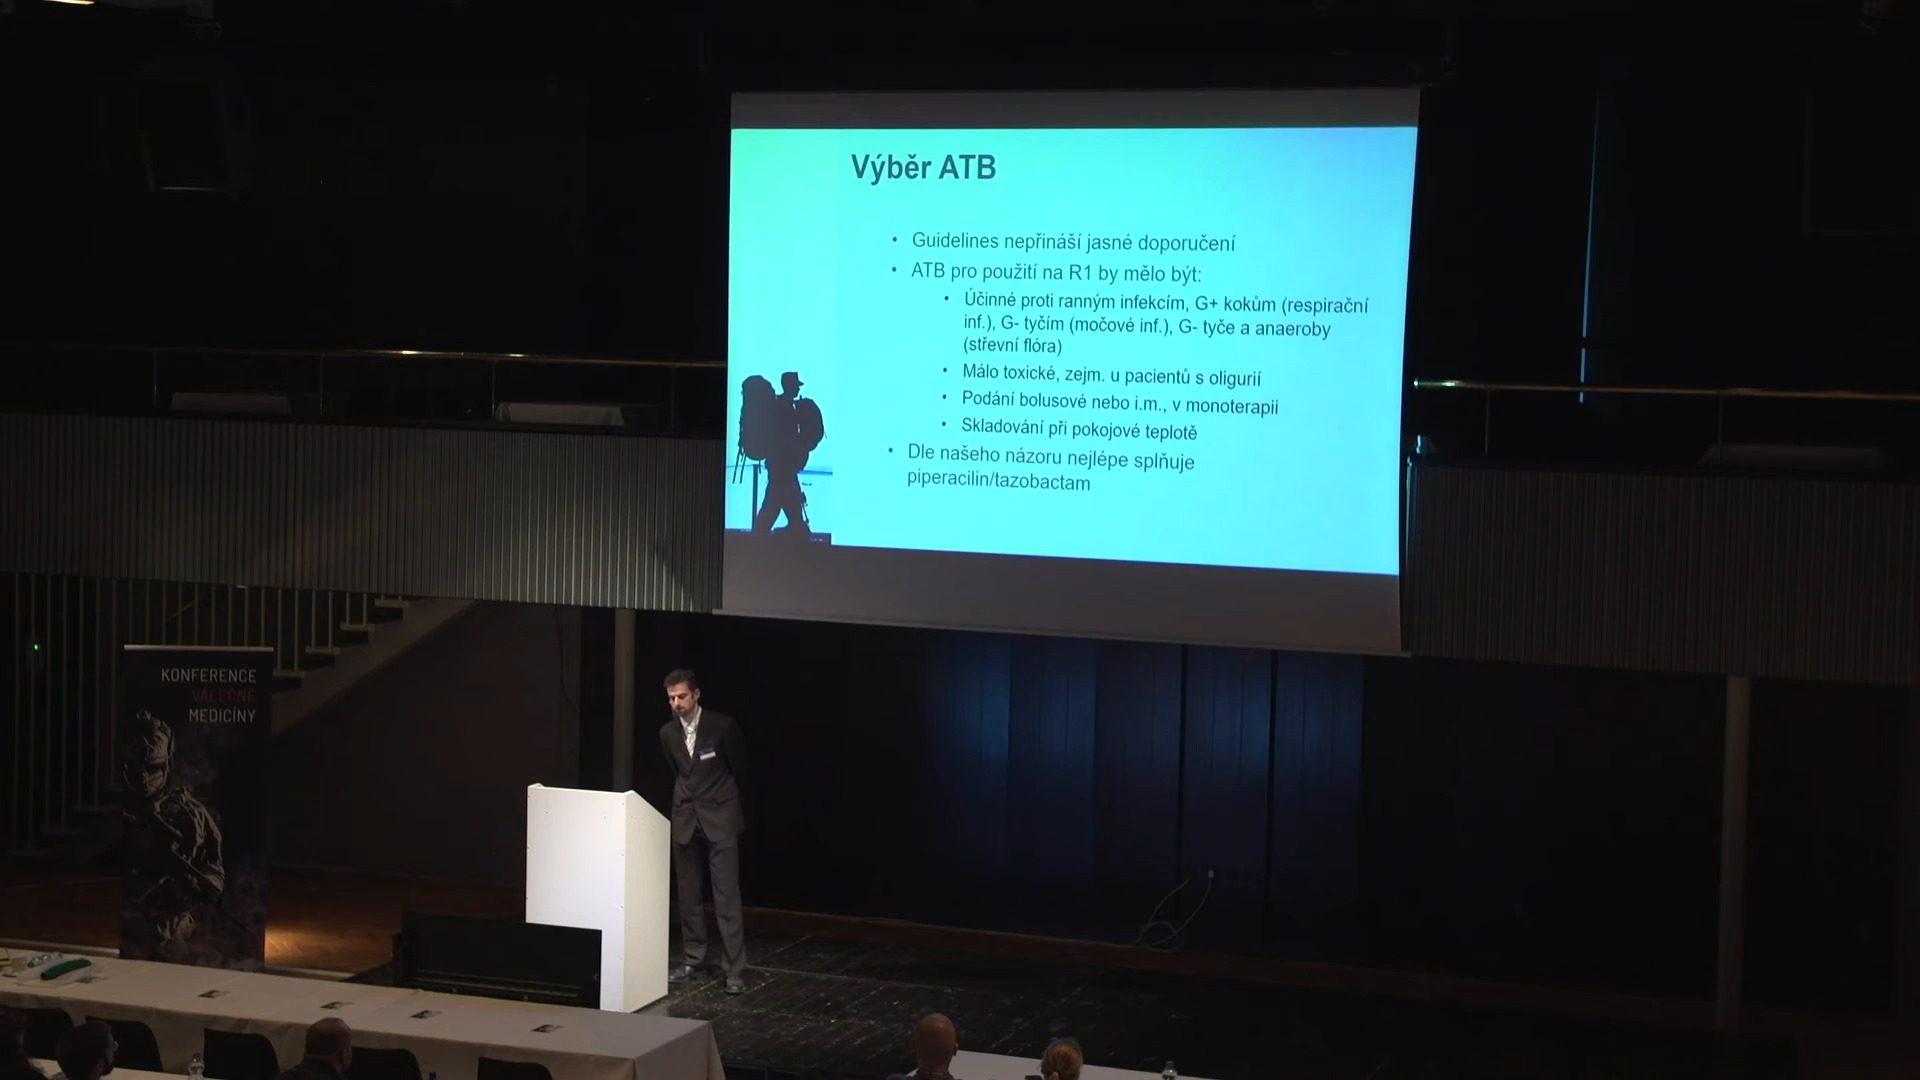 Výběr ATB
• Guidelines nepřináší jasné doporučení
• ATB pro použití na R1 by mělo být:
• Účinné proti ranným infekcím, G+ kokům (respirační
inf.), G- tyčím (močové inf.), G- tyče a anaeroby
(střevní flóra)
• Málo toxické, zejm. u pacientů s oligurií
• Podání bolusové nebo i.m., v monoterapii
• Skladování při pokojové teplotě
• Dle našeho názoru nejlépe splňuje
piperacilin/tazobactam
KONFERENCE
VÁLEČNÉ
MEDICÍNY